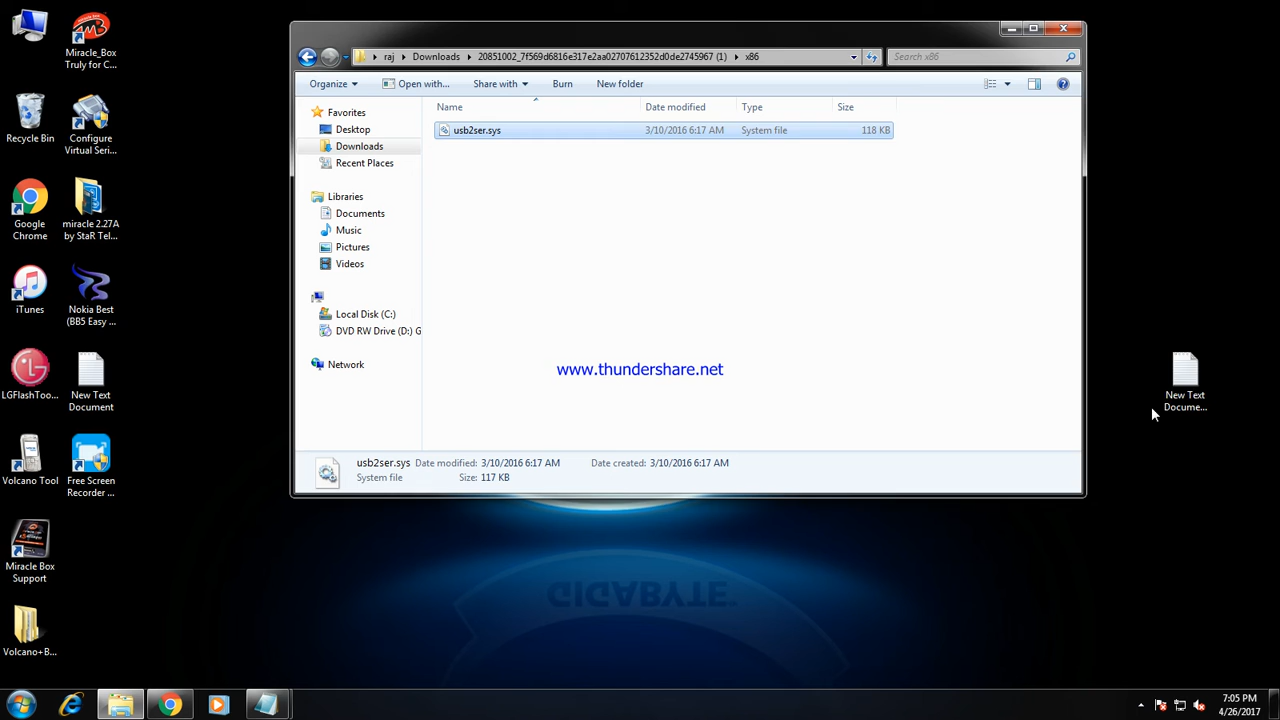 Miracle_Box
Truly for C...
Recycle Bin
Configure
Virtual Seri...
Google
Chrome
miracle 2.27A
by StaR Tel...
iTunes
Nokia Best
(BB5 Easy ...
LGFlashToo...
New Text
Document
Volcano Tool
Free Screen
Recorder ...
Miracle Box
Support
Volcano+B...
raj
Downloads
20851002_7f569d6816e317e2aa02707612352d0de2745967 (1)
x86
Search x86
Organize
Open with...
Share with
Burn
New folder
Favorites
Desktop
Downloads
Recent Places
Libraries
Documents
Music
Pictures
Videos
Local Disk (C:)
DVD RW Drive (D:) G
Network
Name Date modified Type Size
usb2ser.sys 3/10/2016 6:17 AM System file 118 KB
www.thundershare.net
usb2ser.sys Date modified: 3/10/2016 6:17 AM Date created: 3/10/2016 6:17 AM
System file Size: 117 KB
New Text
Docume...
GIGABYTE™
7:05 PM
4/26/2017